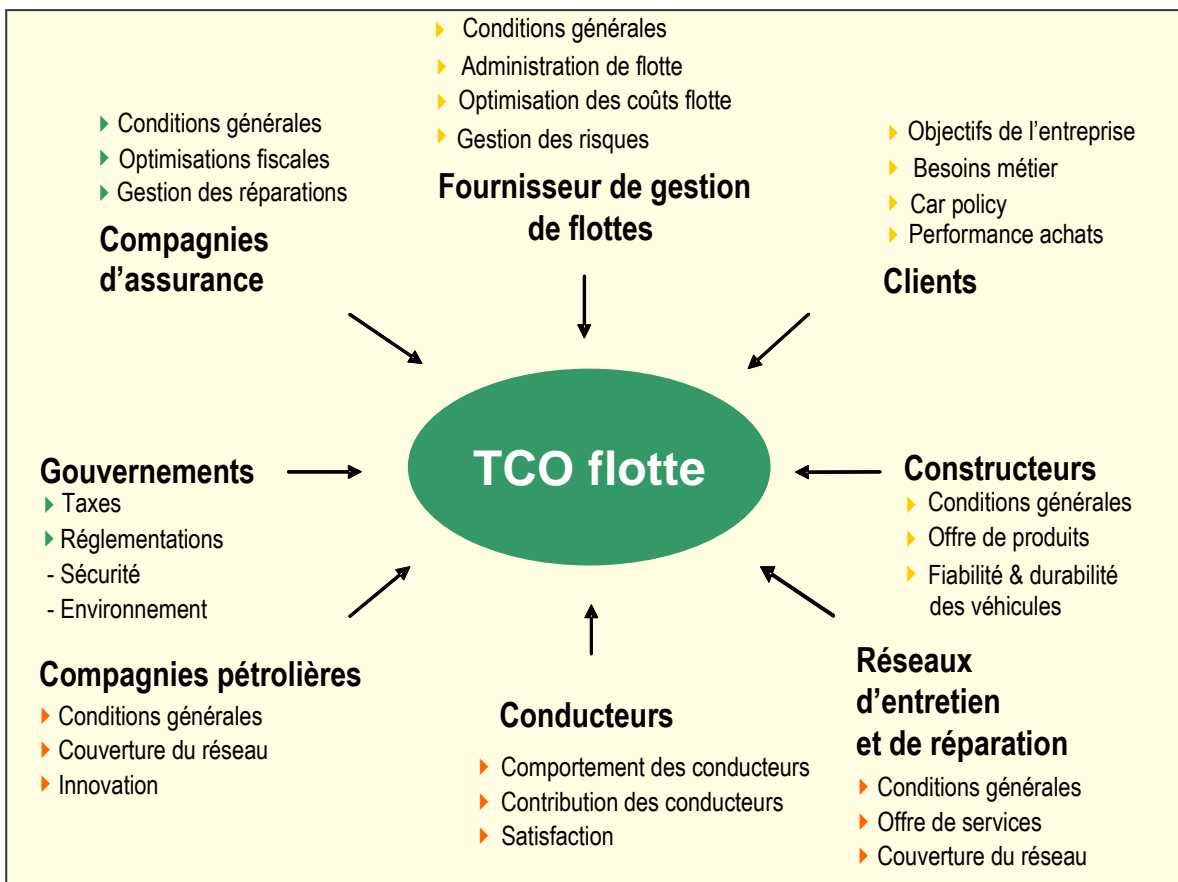 Conditions générales
Administration de flotte
Optimisation des coûts flotte
Gestion des risques
Fournisseur de gestion
de flottes
Conditions générales
Optimisations fiscales
Gestion des réparations
Compagnies
d’assurance
Objectifs de l’entreprise
Besoins métier
Car policy
Performance achats
Clients
TCO flotte
Gouvernements
Taxes
Réglementations
- Sécurité
- Environnement
Constructeurs
Conditions générales
Offre de produits
Fiabilité & durabilité
des véhicules
Compagnies pétrolières
Conditions générales
Couverture du réseau
Innovation
Conducteurs
Comportement des conducteurs
Contribution des conducteurs
Satisfaction
Réseaux
d’entretien
et de réparation
Conditions générales
Offre de services
Couverture du réseau